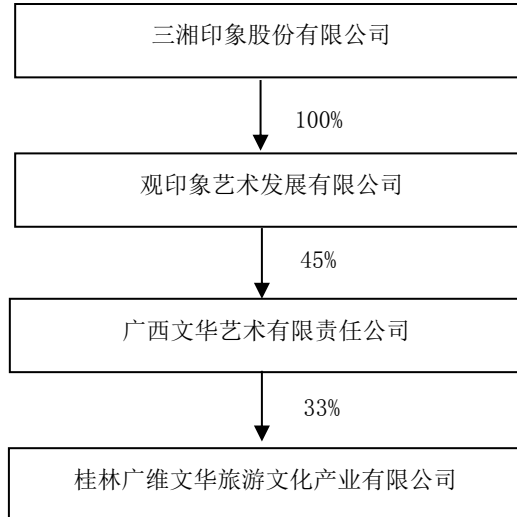 三湘印象股份有限公司
100%
观印象艺术发展有限公司
45%
广西文华艺术有限责任公司
33%
桂林广维文华旅游文化产业有限公司